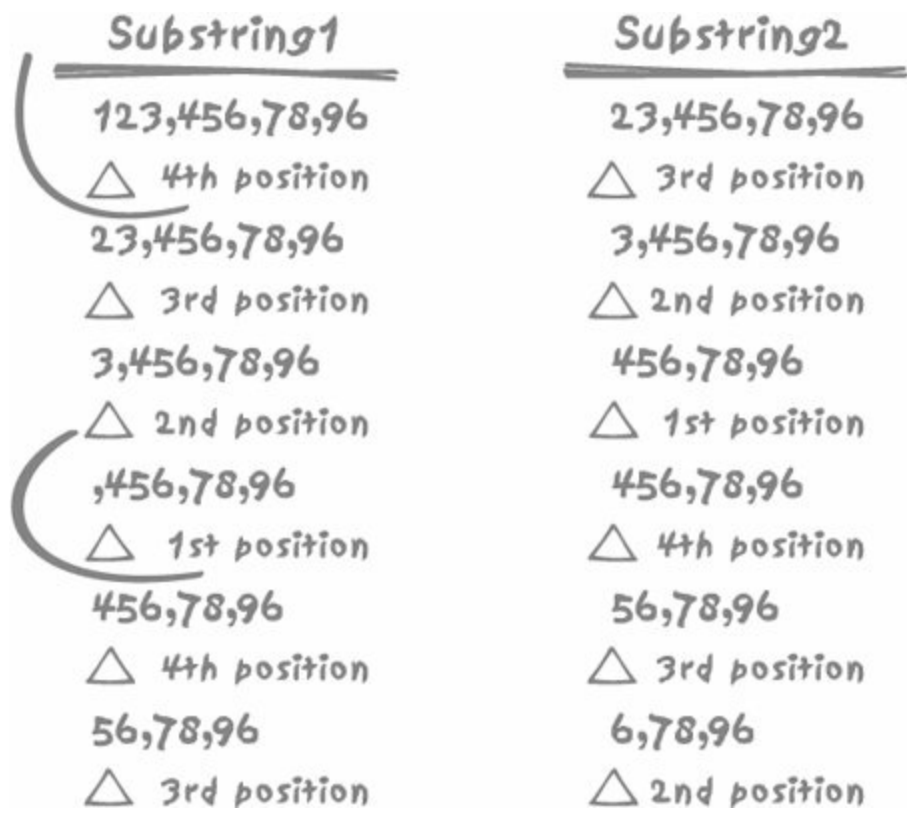 Substring1
123,456,78,96
△ 4th position
23,456,78,96
△ 3rd position
3,456,78,96
△ 2nd position
,456,78,96
△ 1st position
456,78,96
△ 4th position
56,78,96
△ 3rd position
Substring2
23,456,78,96
△ 3rd position
3,456,78,96
△ 2nd position
456,78,96
△ 1st position
456,78,96
△ 4th position
56,78,96
△ 3rd position
6,78,96
△ 2nd position